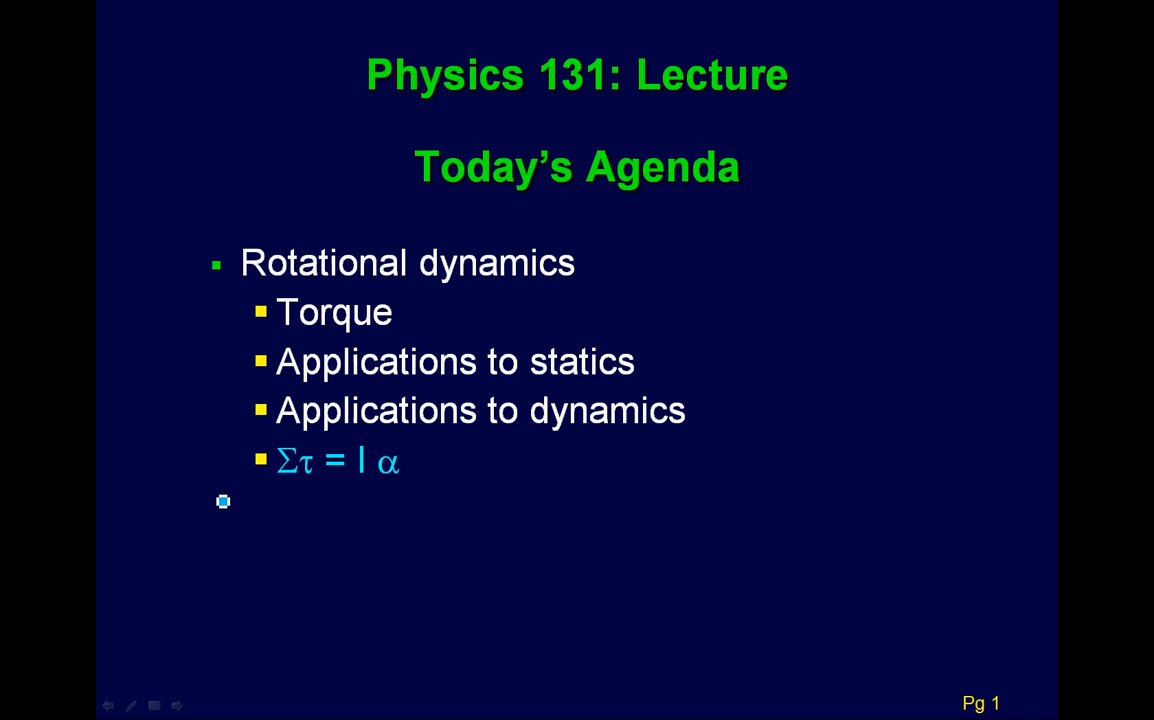 Physics 131: Lecture
Today’s Agenda
Rotational dynamics
Torque
Applications to statics
Applications to dynamics
Στ = I α
Pg 1